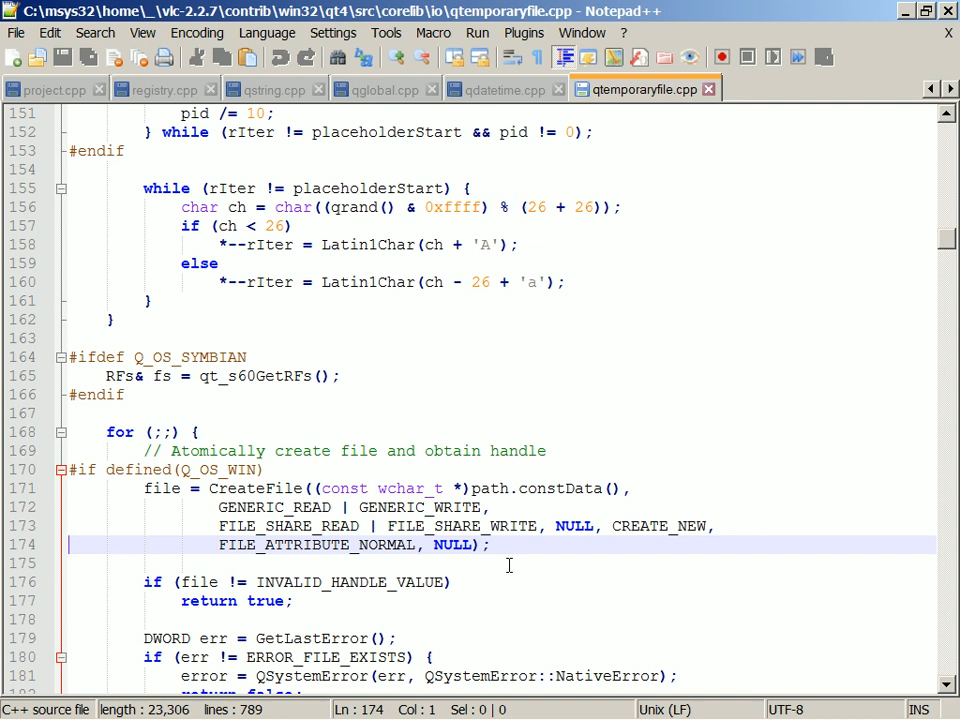 C:\msys32\home\_\vlc-2.2.7\contrib\win32\qt4\src\corelib\io\qtemporaryfile.cpp - Notepad++
File Edit Search View Encoding Language Settings Tools Macro Run Plugins Window ? X
project.cpp registry.cpp qstring.cpp qglobal.cpp qdatetime.cpp qtemporaryfile.cpp
151 pid /= 10;
152 } while (rIter != placeholderStart && pid != 0);
153 #endif
154
155 while (rIter != placeholderStart) {
156 char ch = char((qrand() & 0xffff) % (26 + 26));
157 if (ch < 26)
158 *--rIter = Latin1Char(ch + 'A');
159 else
160 *--rIter = Latin1Char(ch - 26 + 'a');
161 }
162 }
163
164 #ifdef Q_OS_SYMBIAN
165 RFs& fs = qt_s60GetRFs();
166 #endif
167
168 for (;;) {
169 // Atomically create file and obtain handle
170 #if defined(Q_OS_WIN)
171 file = CreateFile((const wchar_t *)path.constData(),
172 GENERIC_READ | GENERIC_WRITE,
173 FILE_SHARE_READ | FILE_SHARE_WRITE, NULL, CREATE_NEW,
174 FILE_ATTRIBUTE_NORMAL, NULL);
175
176 if (file != INVALID_HANDLE_VALUE)
177 return true;
178
179 DWORD err = GetLastError();
180 if (err != ERROR_FILE_EXISTS) {
181 error = QSystemError(err, QSystemError::NativeError);
182 return false;
C++ source file length : 23,306 lines : 789 Ln : 174 Col : 1 Sel : 0 | 0 Unix (LF) UTF-8 INS